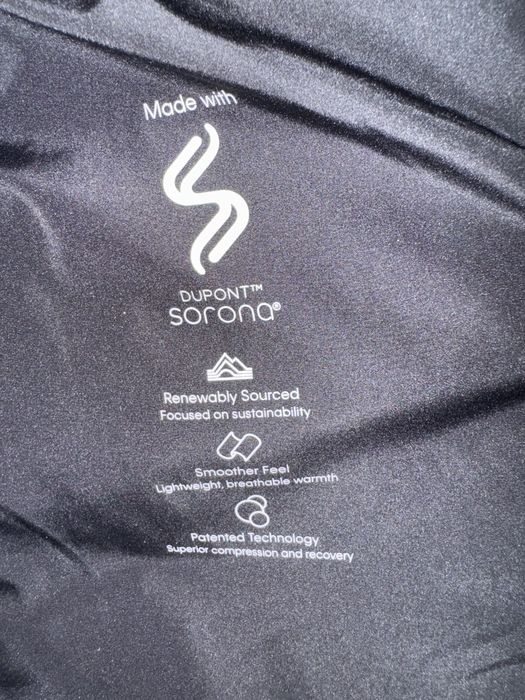 Made with
DUPONT™
sorona®
Renewably Sourced
Focused on sustainability
Smoother Feel
Lightweight, breathable warmth
Patented Technology
Superior compression and recovery